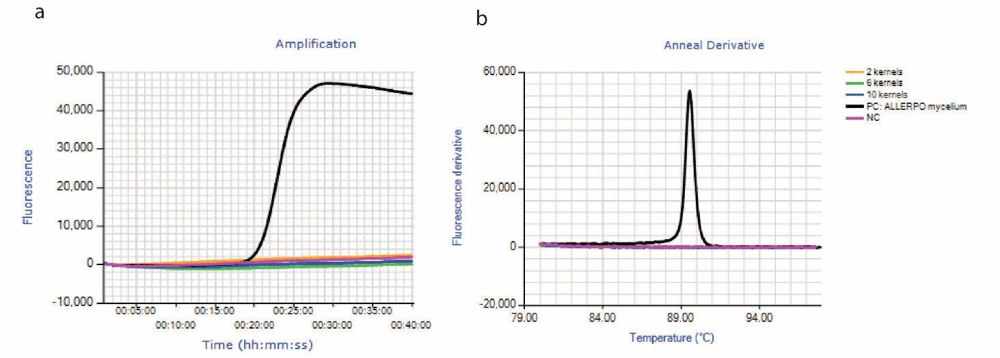 a
Amplification
50,000
40,000
30,000
20,000
10,000
0
-10,000
Fluorescence
00:05:00 00:15:00 00:25:00 00:35:00
00:10:00 00:20:00 00:30:00 00:40:00
Time (hh:mm:ss)
b
Anneal Derivative
60,000
40,000
20,000
0
-20,000
Fluorescence derivative
79.00 84.00 89.00 94.00
Temperature (°C)
2 kernels
6 kernels
10 kernels
PC: ALLERPO mycelium
NC